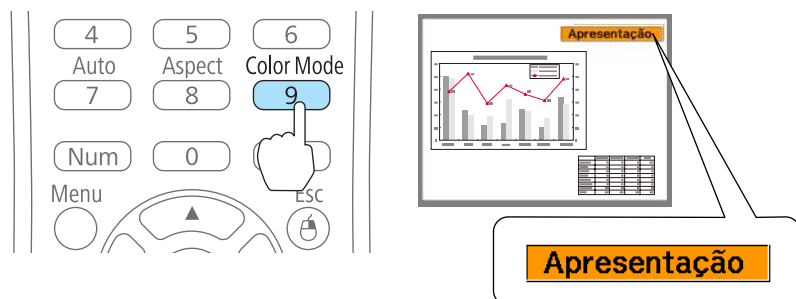 4 5 6
Auto Aspect Color Mode
7 8 9
Num 0
Menu Esc
Apresentação
Apresentação